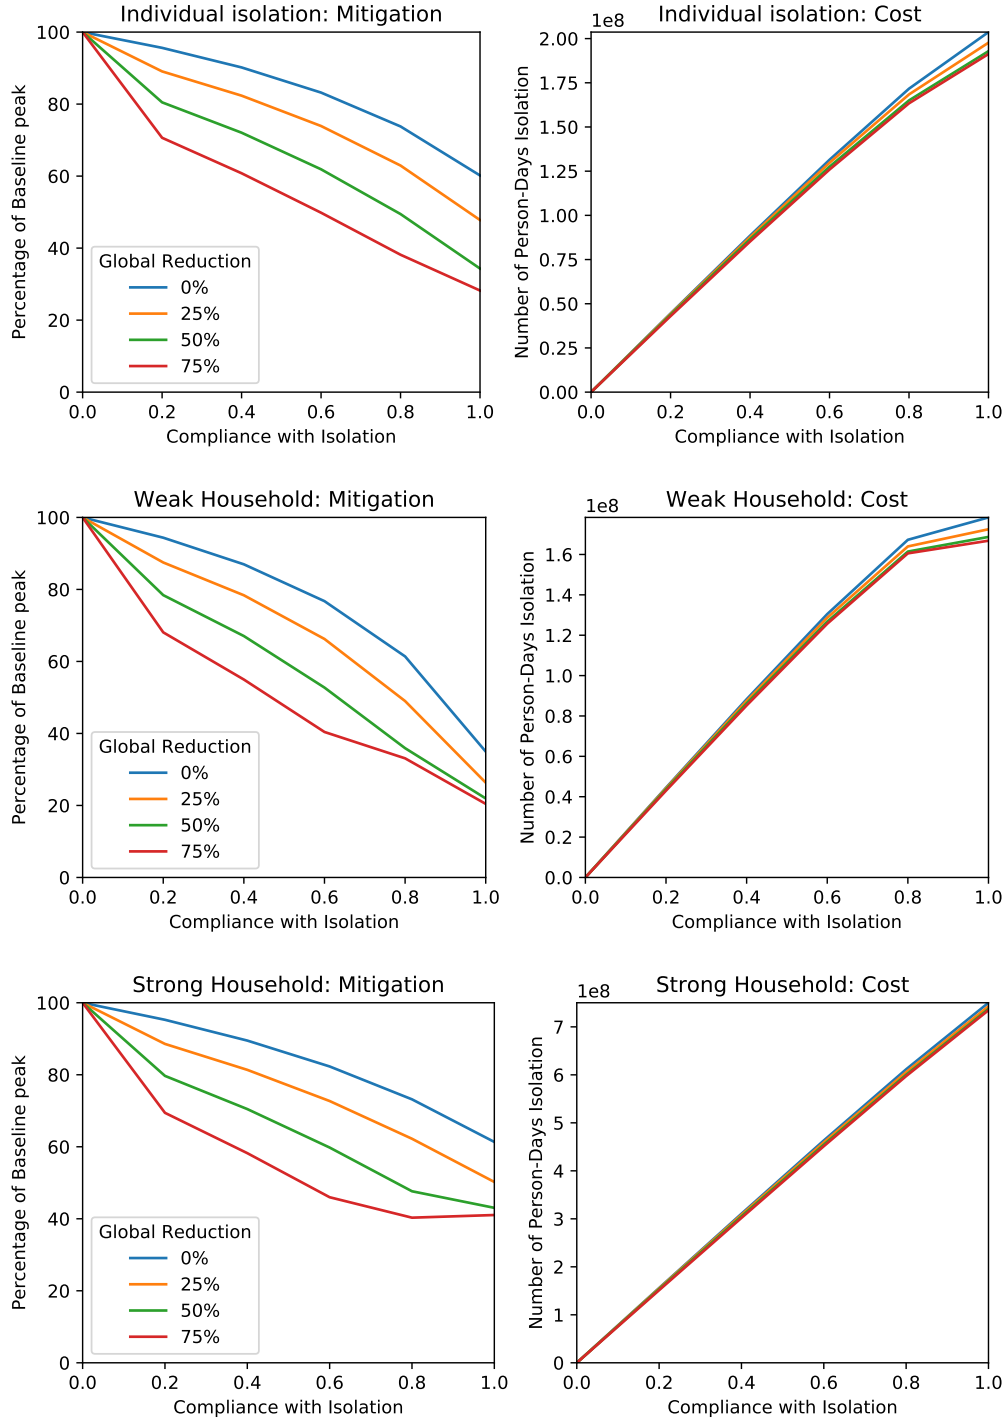 Individual isolation: Mitigation
Percentage of Baseline peak
100
80
60
40
20
0
Global Reduction
0%
25%
50%
75%
0.0 0.2 0.4 0.6 0.8 1.0
Compliance with Isolation
Individual isolation: Cost
1e8
Number of Person-Days Isolation
2.00
1.75
1.50
1.25
1.00
0.75
0.50
0.25
0.00
0.0 0.2 0.4 0.6 0.8 1.0
Compliance with Isolation
Weak Household: Mitigation
Percentage of Baseline peak
100
80
60
40
20
0
Global Reduction
0%
25%
50%
75%
0.0 0.2 0.4 0.6 0.8 1.0
Compliance with Isolation
Weak Household: Cost
1e8
Number of Person-Days Isolation
1.6
1.4
1.2
1.0
0.8
0.6
0.4
0.2
0.0
0.0 0.2 0.4 0.6 0.8 1.0
Compliance with Isolation
Strong Household: Mitigation
Percentage of Baseline peak
100
80
60
40
20
0
Global Reduction
0%
25%
50%
75%
0.0 0.2 0.4 0.6 0.8 1.0
Compliance with Isolation
Strong Household: Cost
1e8
Number of Person-Days Isolation
7
6
5
4
3
2
1
0
0.0 0.2 0.4 0.6 0.8 1.0
Compliance with Isolation